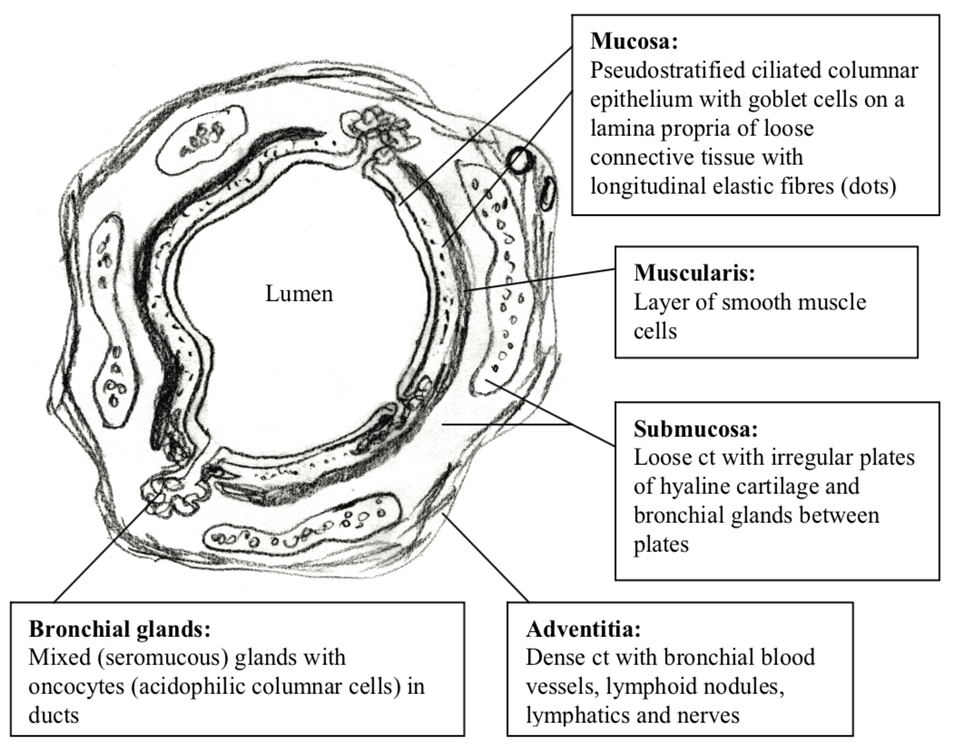 Mucosa:
Pseudostratified ciliated columnar
epithelium with goblet cells on a
lamina propria of loose
connective tissue with
longitudinal elastic fibres (dots)
Lumen
Muscularis:
Layer of smooth muscle
cells
Submucosa:
Loose ct with irregular plates
of hyaline cartilage and
bronchial glands between
plates
Bronchial glands:
Mixed (seromucous) glands with
oncocytes (acidophilic columnar cells) in
ducts
Adventitia:
Dense ct with bronchial blood
vessels, lymphoid nodules,
lymphatics and nerves